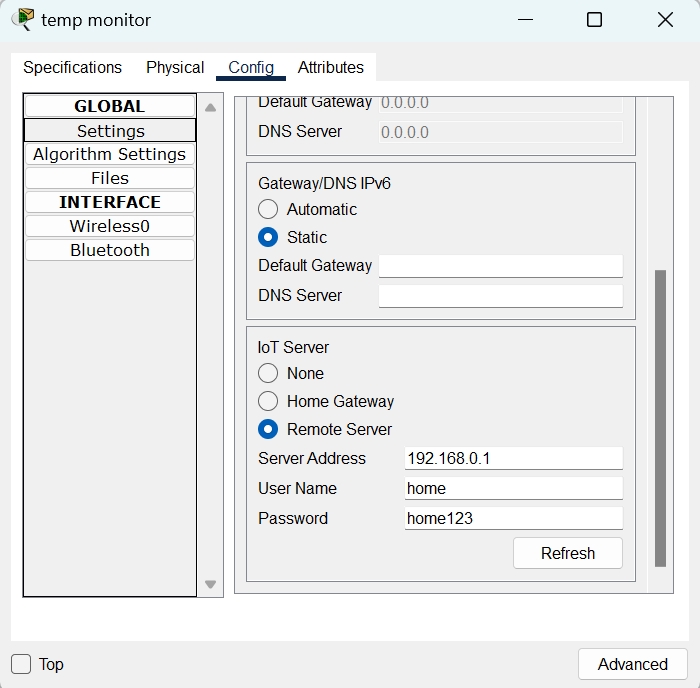 temp monitor
Specifications Physical Config Attributes
GLOBAL
Settings
Algorithm Settings
Files
INTERFACE
Wireless0
Bluetooth
Default Gateway 0.0.0.0
DNS Server 0.0.0.0
Gateway/DNS IPv6
Automatic
Static
Default Gateway
DNS Server
IoT Server
None
Home Gateway
Remote Server
Server Address 192.168.0.1
User Name home
Password home123
Refresh
Top
Advanced